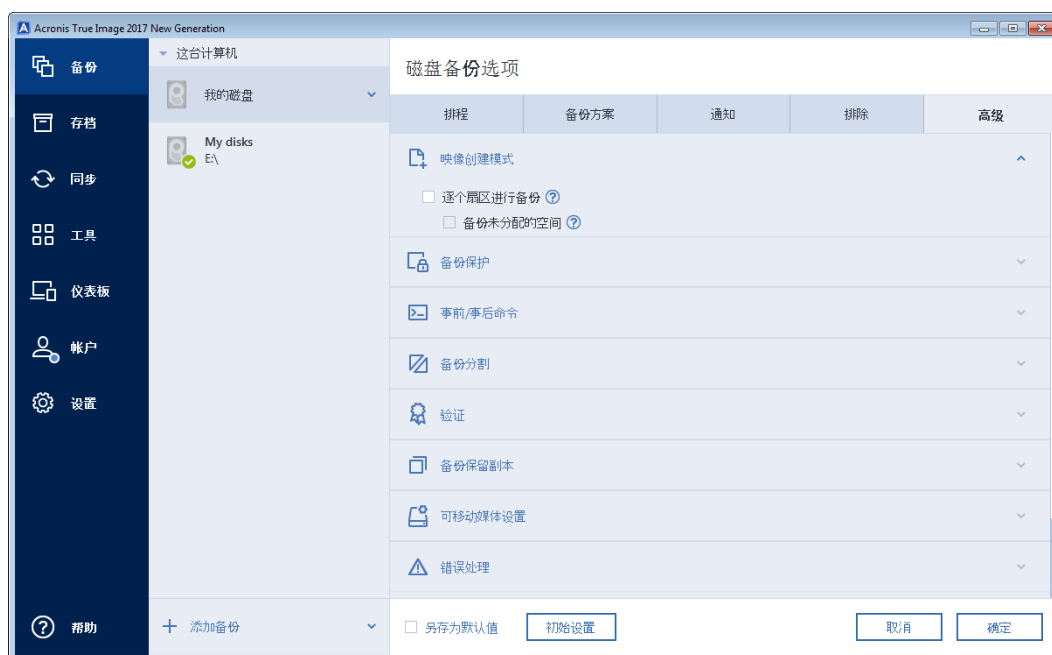 Acronis True Image 2017 New Generation
备份
存档
同步
工具
仪表板
帐户
设置
帮助
这台计算机
我的磁盘
My disks
E:\
添加备份
磁盘备份选项
排程
备份方案
通知
排除
高级
映像创建模式
逐个扇区进行备份
备份未分配的空间
备份保护
事前/事后命令
备份分割
验证
备份保留副本
可移动媒体设置
错误处理
另存为默认值
初始设置
取消
确定